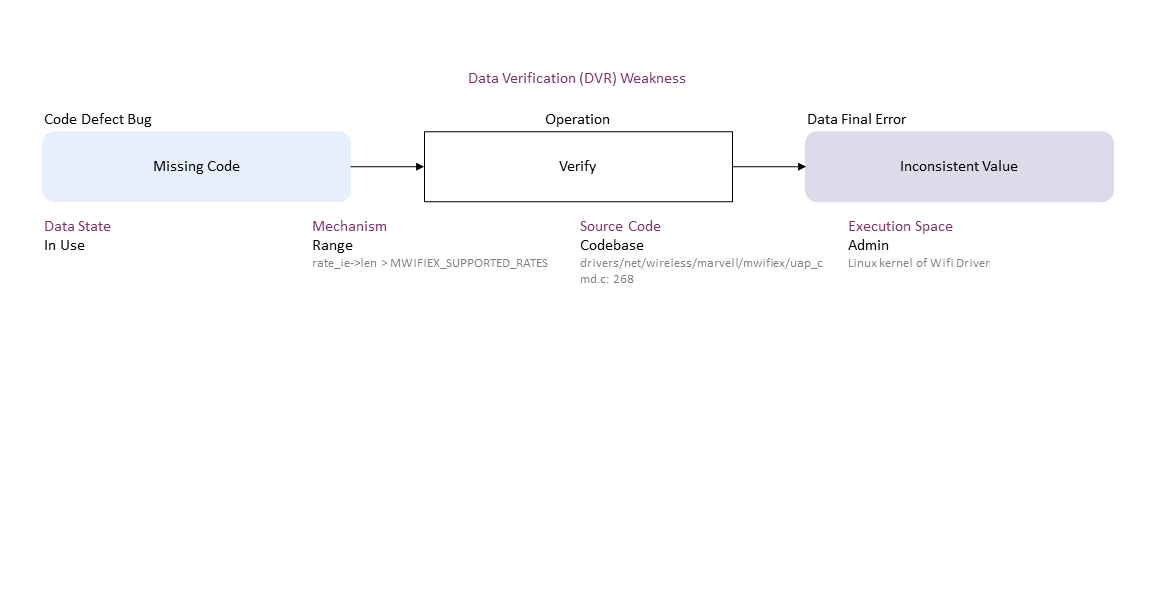 Data Verification (DVR) Weakness
Code Defect Bug
Operation
Data Final Error
Missing Code
Verify
Inconsistent Value
Data State
In Use
Mechanism
Range
rate_ie->len > MWIFIEX_SUPPORTED_RATES
Source Code
Codebase
drivers/net/wireless/marvell/mwifiex/uap_c
md.c: 268
Execution Space
Admin
Linux kernel of Wifi Driver